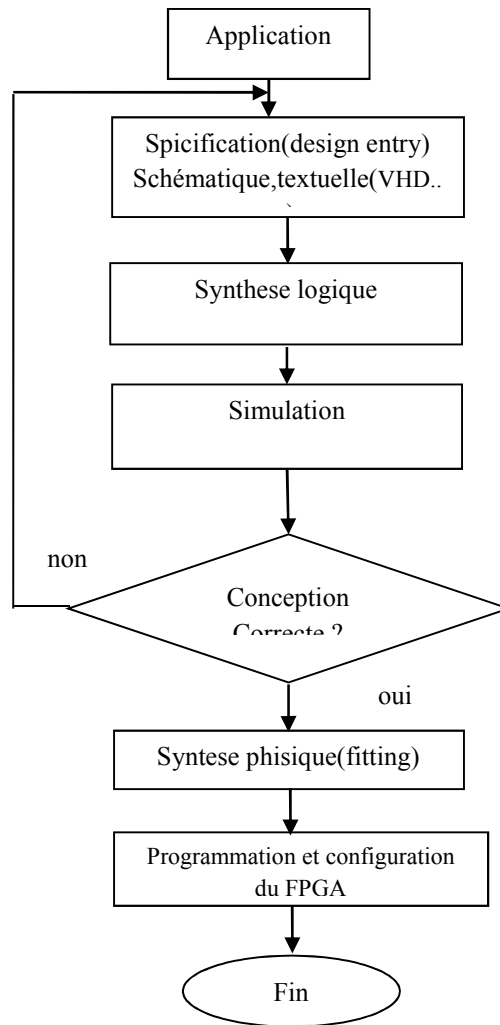 Application
Spicification(design entry)
Schématique,textuelle(VHD..
Synthese logique
Simulation
non
Conception
Correcte ?
oui
Syntese phisique(fitting)
Programmation et configuration
du FPGA
Fin